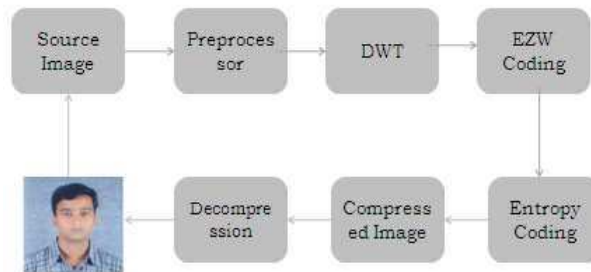 Source
Image
Preproces
sor
DWT
EZW
Coding
Decompre
ssion
Compress
ed Image
Entropy
Coding